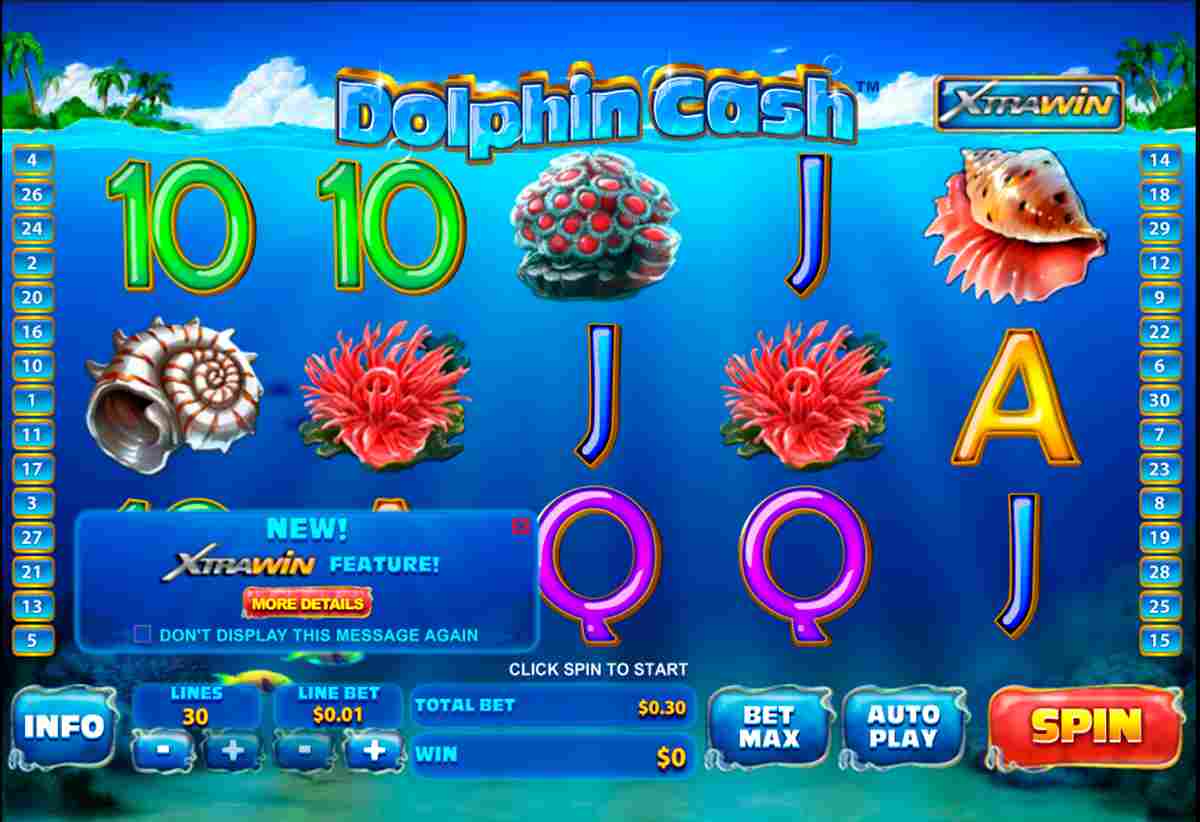 Dolphin Cash™
XTRAWIN
4
26
24
2
20
16
10
1
11
17
3
27
21
13
5
10 10 J
J A
Q Q J
14
18
29
12
9
22
6
30
7
23
8
19
28
25
15
NEW!
XTRAWIN FEATURE!
MORE DETAILS
DON'T DISPLAY THIS MESSAGE AGAIN
CLICK SPIN TO START
INFO
LINES
30
- +
LINE BET
$0.01
- +
TOTAL BET $0.30
WIN $0
BET
MAX
AUTO
PLAY
SPIN